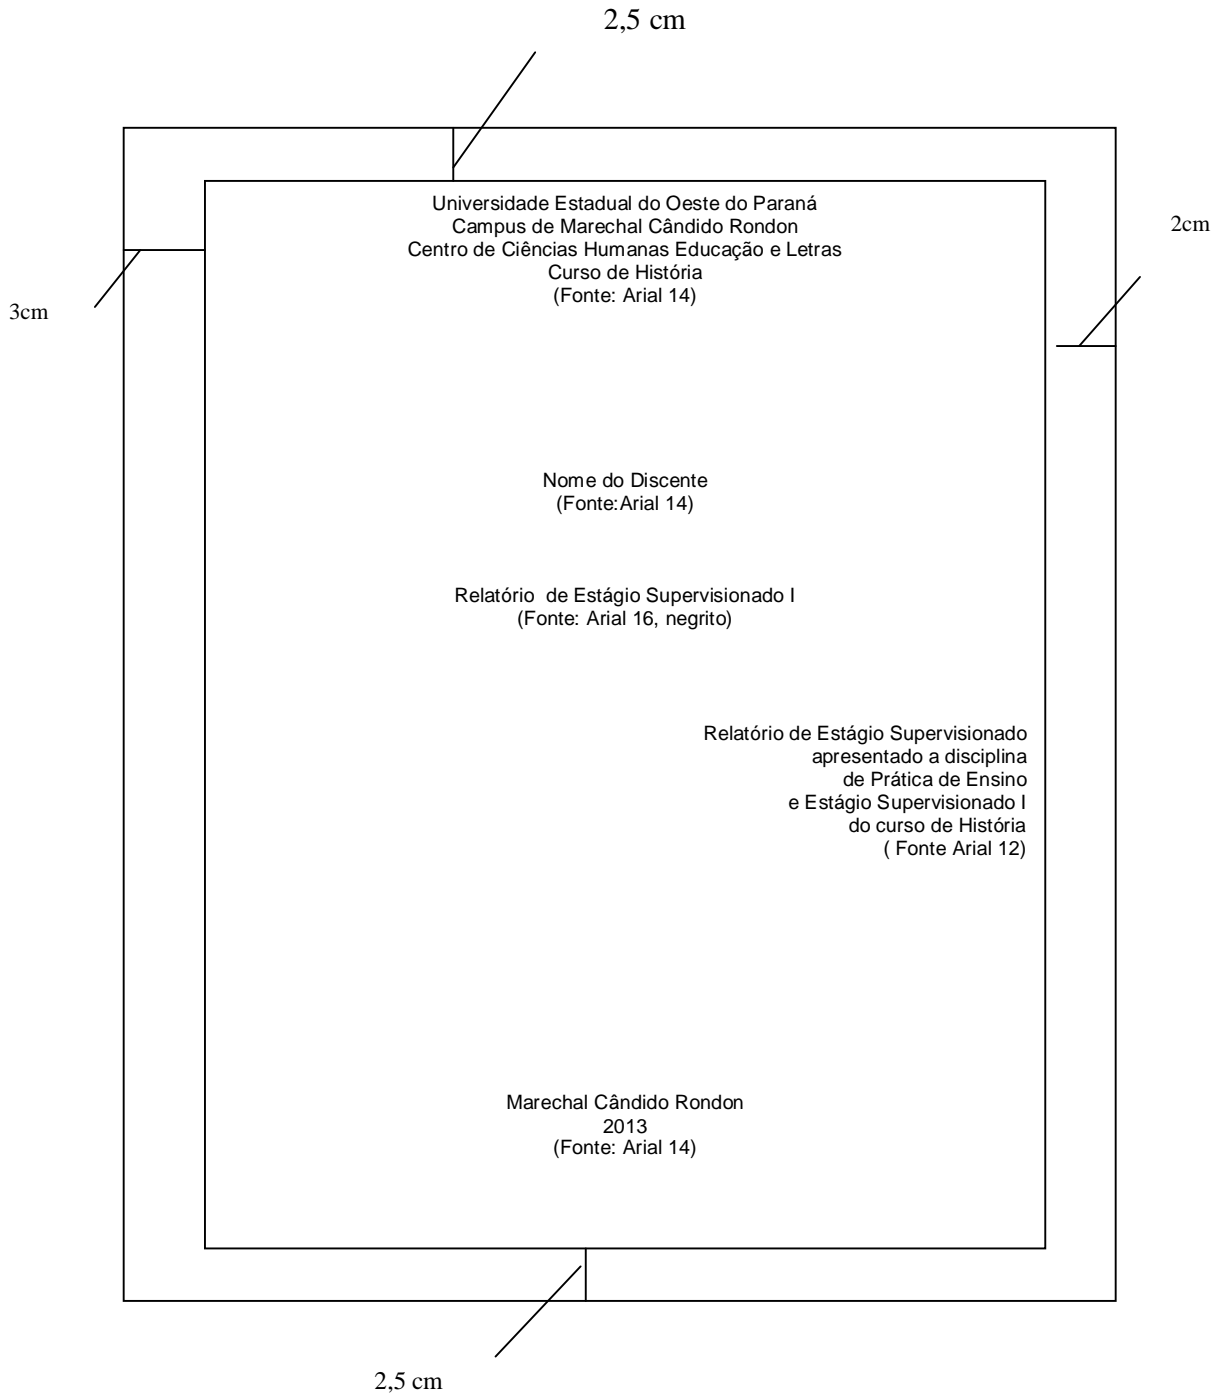 2,5 cm
Universidade Estadual do Oeste do Paraná
Campus de Marechal Cândido Rondon
Centro de Ciências Humanas Educação e Letras
Curso de História
(Fonte: Arial 14)
2cm
3cm
Nome do Discente
(Fonte:Arial 14)
Relatório  de Estágio Supervisionado I
(Fonte: Arial 16, negrito)
Relatório de Estágio Supervisionado
apresentado a disciplina
de Prática de Ensino
e Estágio Supervisionado I
do curso de História
( Fonte Arial 12)
Marechal Cândido Rondon
2013
(Fonte: Arial 14)
2,5 cm